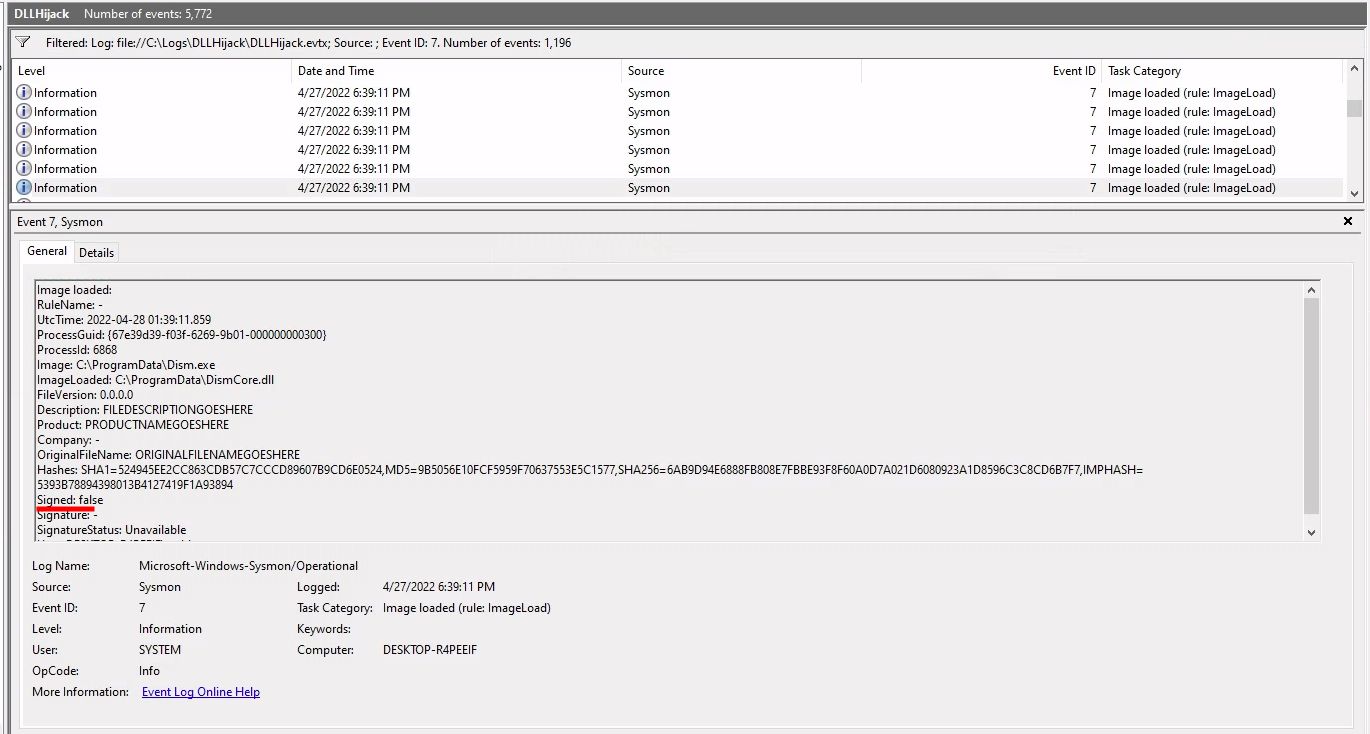 DLLHijack Number of events: 5,772
Filtered: Log: file://C:\Logs\DLLHijack\DLLHijack.evtx; Source: ; Event ID: 7. Number of events: 1,196
Level Date and Time Source Event ID Task Category
Information 4/27/2022 6:39:11 PM Sysmon 7 Image loaded (rule: ImageLoad)
Information 4/27/2022 6:39:11 PM Sysmon 7 Image loaded (rule: ImageLoad)
Information 4/27/2022 6:39:11 PM Sysmon 7 Image loaded (rule: ImageLoad)
Information 4/27/2022 6:39:11 PM Sysmon 7 Image loaded (rule: ImageLoad)
Information 4/27/2022 6:39:11 PM Sysmon 7 Image loaded (rule: ImageLoad)
Information 4/27/2022 6:39:11 PM Sysmon 7 Image loaded (rule: ImageLoad)
Event 7, Sysmon
General Details
Image loaded:
RuleName: -
UtcTime: 2022-04-28 01:39:11.859
ProcessGuid: {67e39d39-f03f-6269-9b01-000000000300}
ProcessId: 6868
Image: C:\ProgramData\Dism.exe
ImageLoaded: C:\ProgramData\DismCore.dll
FileVersion: 0.0.0.0
Description: FILEDESCRIPTIONGOESHERE
Product: PRODUCTNAMEGOESHERE
Company: -
OriginalFileName: ORIGINALFILENAMEGOESHERE
Hashes: SHA1=524945EE2CC863CDB57C7CCCD89607B9CD6E0524,MD5=9B5056E10FCF5959F70637553E5C1577,SHA256=6AB9D94E6888FB808E7FBBE93F8F60A0D7A021D6080923A1D8596C3C8CD6B7F7,IMPHASH=
5393B78894398013B4127419F1A93894
Signed: false
Signature: -
SignatureStatus: Unavailable
Log Name: Microsoft-Windows-Sysmon/Operational
Source: Sysmon Logged: 4/27/2022 6:39:11 PM
Event ID: 7 Task Category: Image loaded (rule: ImageLoad)
Level: Information Keywords:
User: SYSTEM Computer: DESKTOP-R4PEEIF
OpCode: Info
More Information: Event Log Online Help